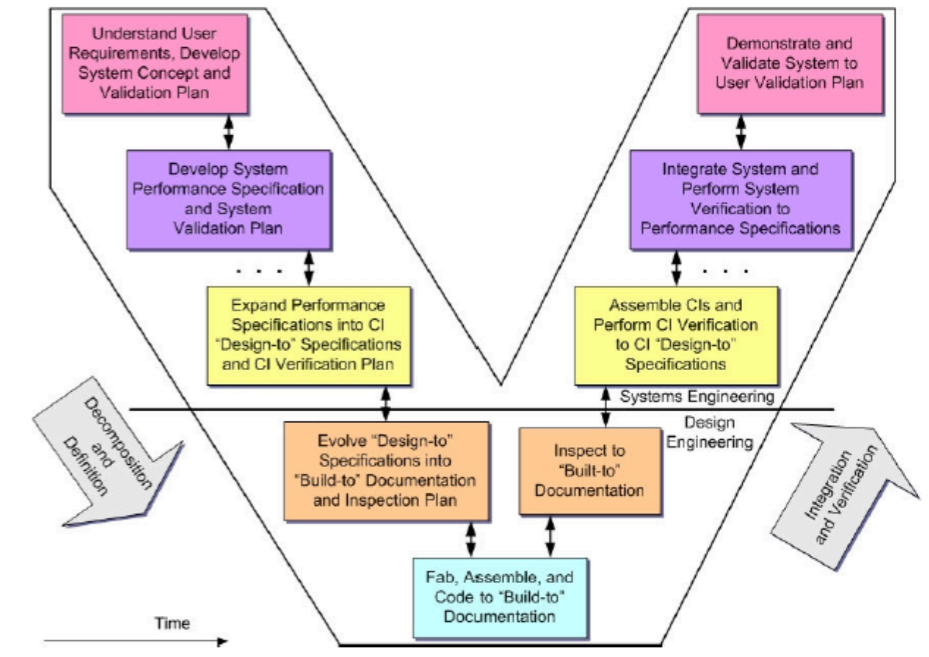 Understand User
Requirements, Develop
System Concept and
Validation Plan
Demonstrate and
Validate System to
User Validation Plan
Develop System
Performance Specification
and System
Validation Plan
Integrate System and
Perform System
Verification to
Performance Specifications
. . .
. . .
Expand Performance
Specifications into CI
“Design-to” Specifications
and CI Verification Plan
Assemble CIs and
Perform CI Verification
to CI “Design-to”
Specifications
Systems Engineering
Design
Engineering
Decomposition
and
Definition
Evolve “Design-to”
Specifications into
“Build-to” Documentation
and Inspection Plan
Inspect to
“Built-to”
Documentation
Integration
and Verification
Fab, Assemble, and
Code to “Build-to”
Documentation
Time